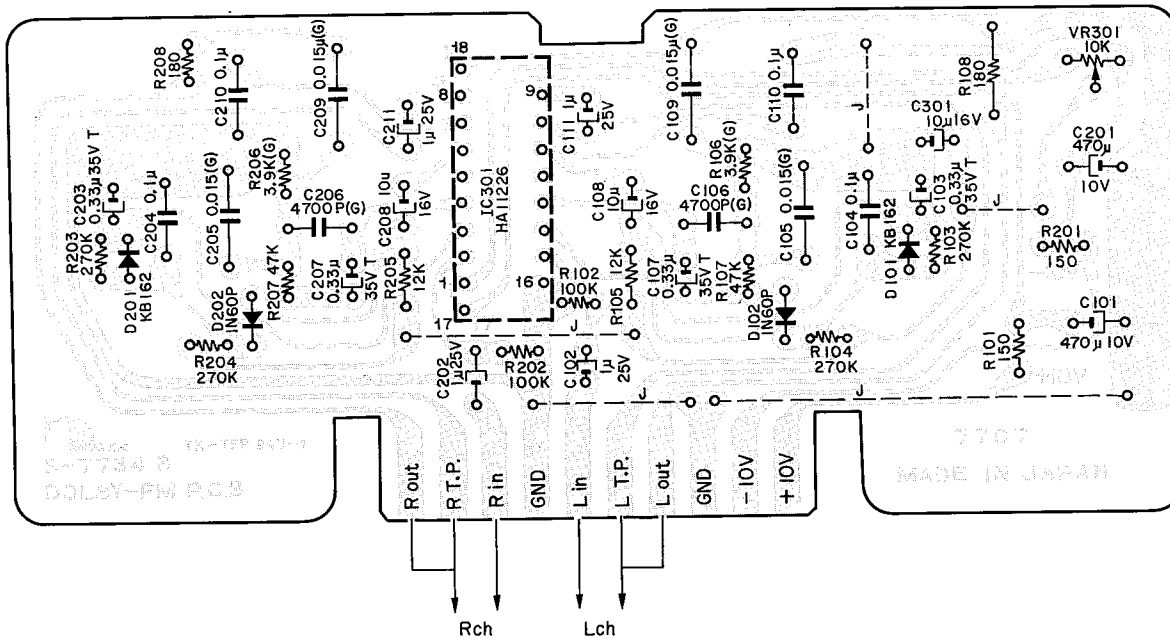 R208
180
C210 0.1μ
C209 0.015μ(G)
18
8
9
C211
1μ 25V
C111 1μ
25V
C109 0.015μ(G)
C110 0.1μ
J
R108
180
VR301
10K
C301
10μ16V
C201
470μ
10V
C203
0.33μ35V T
R203
270K
C204 0.1μ
C205 0.015(G)
R206
3.9K(G)
C206
4700P(G)
C208 10μ
16V
IC301
HA11226
C108
10μ
16V
C106
4700P(G)
R106
3.9K(G)
C105 0.015(G)
C104 0.1μ
C103
0.33μ
35V T
J
R201
150
D201
KB162
D202
IN60P
R207 47K
C207
0.33μ
35V T
R205
12K
1
16
R102
100K
R105 12K
C107
0.33μ
35V T
R107
47K
D102
IN60P
D101 KB162
R103
270K
17
J
R204
270K
C202
1μ25V
R202
100K
C102 1μ
25V
R104
270K
R101
150
C101
470μ10V
+10V
J
J
S-7734 8
DOLBY-FM P.C.B
7707
MADE IN JAPAN
R out
R T.P.
R in
GND
L in
L T.P.
L out
GND
-10V
+10V
Rch
Lch